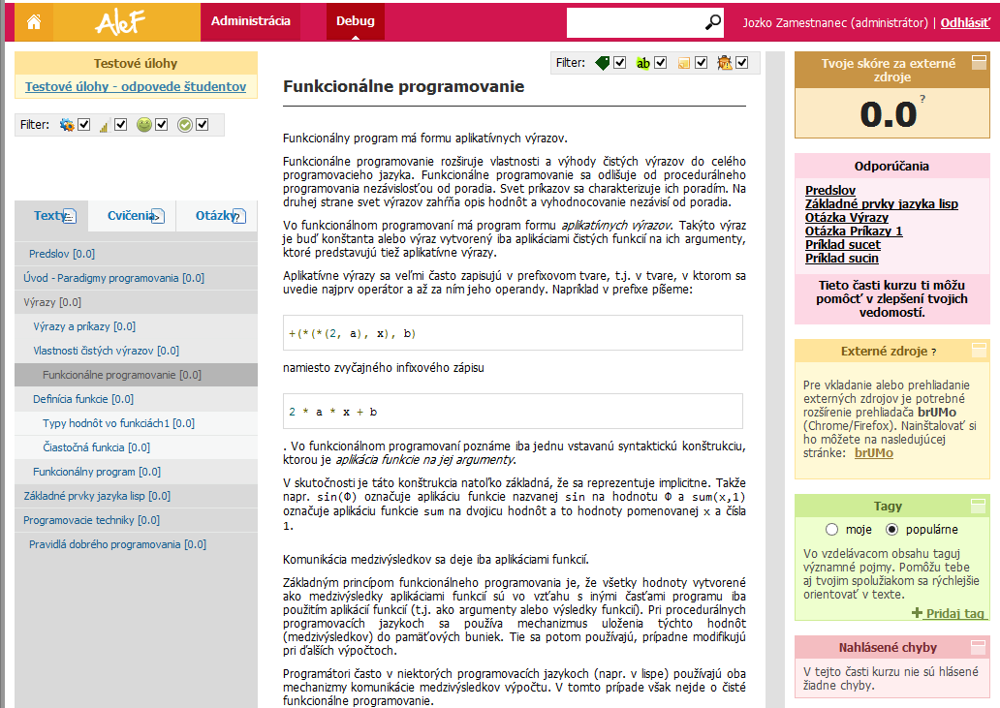 AleF
Administrácia
Debug
Jozko Zamestnanec (administrátor) | Odhlásiť
Testové úlohy
Testové úlohy - odpovede študentov
Filter:
Texty
Cvičenia
Otázky
Predslov [0.0]
Úvod - Paradigmy programovania [0.0]
Výrazy [0.0]
Výrazy a príkazy [0.0]
Vlastnosti čistých výrazov [0.0]
Funkcionálne programovanie [0.0]
Definícia funkcie [0.0]
Typy hodnôt vo funkciách1 [0.0]
Čiastočná funkcia [0.0]
Funkcionálny program [0.0]
Základné prvky jazyka lisp [0.0]
Programovacie techniky [0.0]
Pravidlá dobrého programovania [0.0]
Filter:
ab
Funkcionálne programovanie
Funkcionálny program má formu aplikatívnych výrazov.
Funkcionálne programovanie rozširuje vlastnosti a výhody čistých výrazov do celého
programovacieho jazyka. Funkcionálne programovanie sa odlišuje od procedurálneho
programovania nezávislosťou od poradia. Svet príkazov sa charakterizuje ich poradím. Na
druhej strane svet výrazov zahŕňa opis hodnôt a vyhodnocovanie nezávisí od poradia.
Vo funkcionálnom programovaní má program formu aplikatívnych výrazov. Takýto výraz
je buď konštanta alebo výraz vytvorený iba aplikáciami čistých funkcií na ich argumenty,
ktoré predstavujú tiež aplikatívne výrazy.
Aplikatívne výrazy sa veľmi často zapisujú v prefixovom tvare, t.j. v tvare, v ktorom sa
uvedie najprv operátor a až za ním jeho operandy. Napríklad v prefixe píšeme:
+(*(*(2, a), x), b)
namiesto zvyčajného infixového zápisu
2 * a * x + b
. Vo funkcionálnom programovaní poznáme iba jednu vstavanú syntaktickú konštrukciu,
ktorou je aplikácia funkcie na jej argumenty.
V skutočnosti je táto konštrukcia natoľko základná, že sa reprezentuje implicitne. Takže
napr. sin(Φ) označuje aplikáciu funkcie nazvanej sin na hodnotu Φ a sum(x,1)
označuje aplikáciu funkcie sum na dvojicu hodnôt a to hodnoty pomenovanej x a čísla
1.
Komunikácia medzivýsledkov sa deje iba aplikáciami funkcií.
Základným princípom funkcionálneho programovania je, že všetky hodnoty vytvorené
ako medzivýsledky aplikáciami funkcií sú vo vzťahu s inými časťami programu iba
použitím aplikácií funkcií (t.j. ako argumenty alebo výsledky funkcií). Pri procedurálnych
programovacích jazykoch sa používa mechanizmus uloženia týchto hodnôt
(medzivýsledkov) do pamäťových buniek. Tie sa potom používajú, prípadne modifikujú
pri ďalších výpočtoch.
Programátori často v niektorých programovacích jazykoch (napr. v lispe) používajú oba
mechanizmy komunikácie medzivýsledkov výpočtu. V tomto prípade však nejde o čisté
funkcionálne programovanie.
Tvoje skóre za externé
zdroje
0.0 ?
Odporúčania
Predslov
Základné prvky jazyka lisp
Otázka Výrazy
Otázka Príkazy 1
Príklad sucet
Príklad sucin
Tieto časti kurzu ti môžu
pomôcť v zlepšení tvojich
vedomostí.
Externé zdroje ?
Pre vkladanie alebo prehliadanie
externých zdrojov je potrebné
rozšírenie prehliadača brUMo
(Chrome/Firefox). Nainštalovať si
ho môžete na nasledujúcej
stránke: brUMo
Tagy
moje populárne
Vo vzdelávacom obsahu taguj
významné pojmy. Pomôžu tebe
aj tvojim spolužiakom sa rýchlejšie
orientovať v texte.
+ Pridaj tag
Nahlásené chyby
V tejto časti kurzu nie sú hlásené
žiadne chyby.